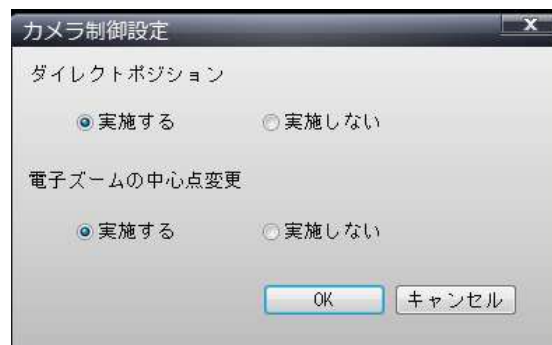 カメラ制御設定
ダイレクトポジション
実施する 実施しない
電子ズームの中心点変更
実施する 実施しない
OK キャンセル